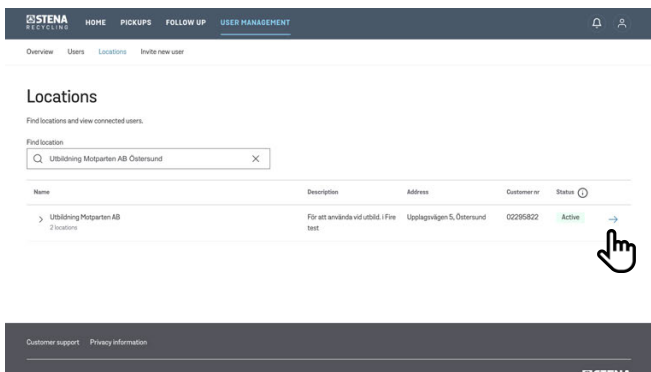 STENA HOME PICKUPS FOLLOW UP USER MANAGEMENT
RECYCLING
Overview Users Locations Invite new user
Locations
Find locations and view connected users.
Find location
Utbildning Motparten AB Östersund
Name Description Address Customer nr Status
Utbildning Motparten AB För att använda vid utbild. i Fire Upplagsvägen 5, Östersund 02295822 Active
2 locations test
Customer support Privacy information
STENA